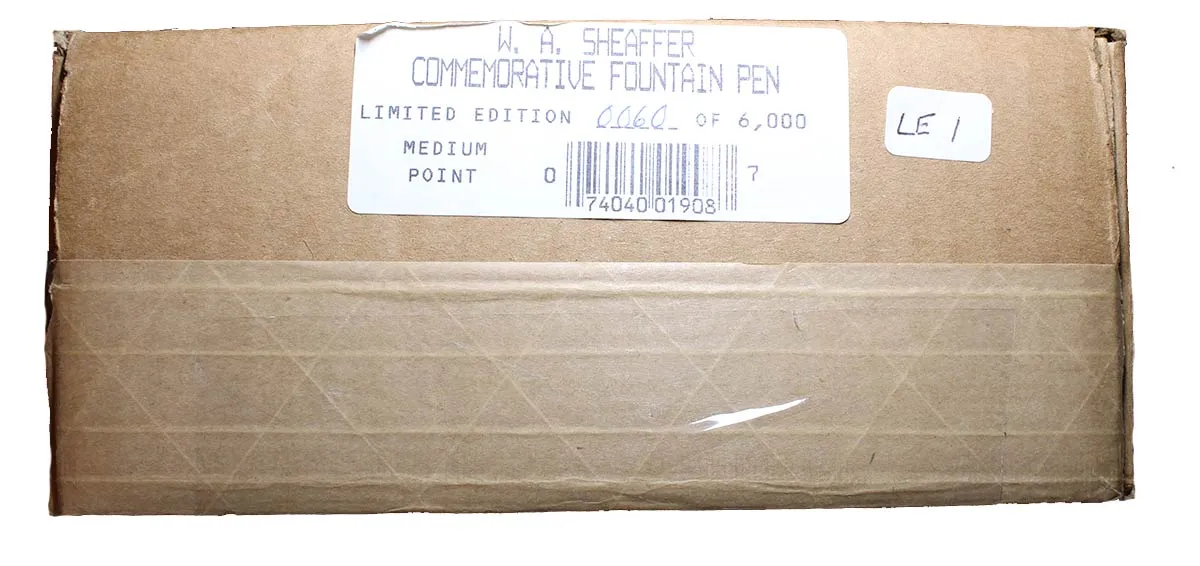 W. A. SHEAFFER
COMMEMORATIVE FOUNTAIN PEN
LIMITED EDITION 0060 OF 6,000
MEDIUM
POINT
0 74040 01908 7
LE 1